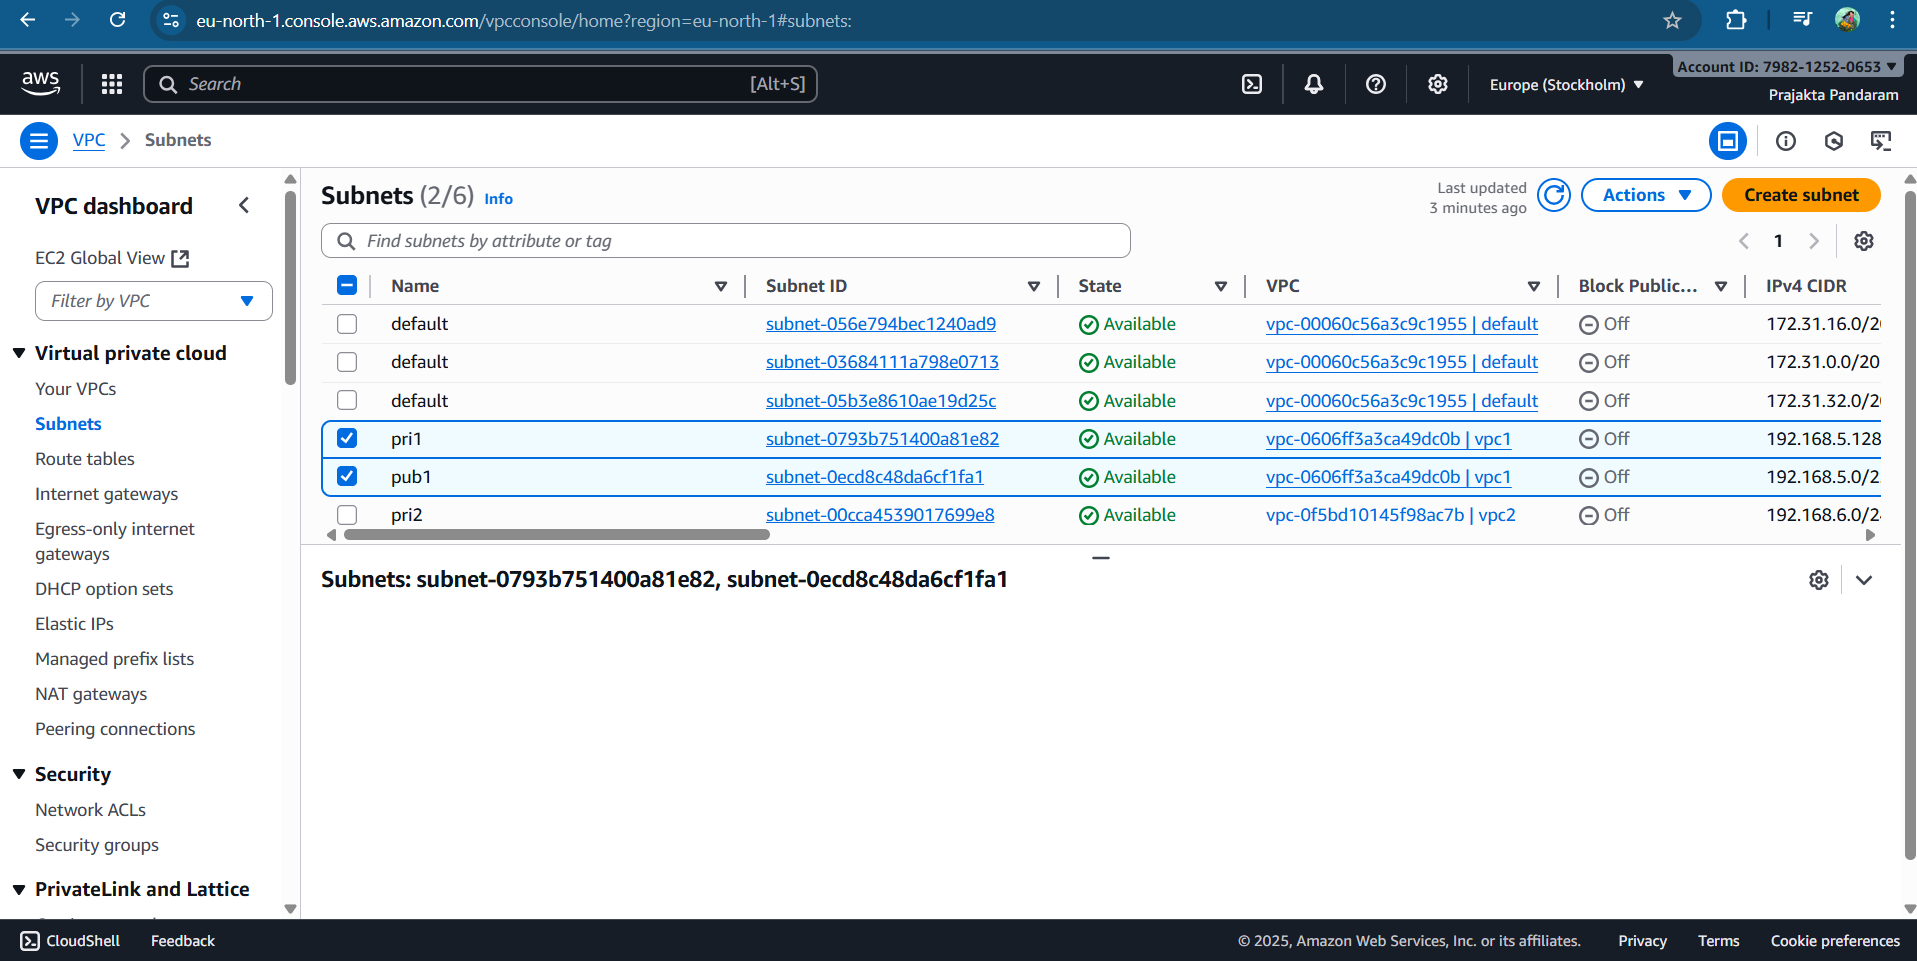 eu-north-1.console.aws.amazon.com/vpcconsole/home?region=eu-north-1#subnets:
aws
Search
[Alt+S]
Europe (Stockholm)
Account ID: 7982-1252-0653
Prajakta Pandaram
VPC
Subnets
VPC dashboard
EC2 Global View
Filter by VPC
Virtual private cloud
Your VPCs
Subnets
Route tables
Internet gateways
Egress-only internet
gateways
DHCP option sets
Elastic IPs
Managed prefix lists
NAT gateways
Peering connections
Security
Network ACLs
Security groups
PrivateLink and Lattice
Subnets (2/6) Info
Last updated
3 minutes ago
Actions
Create subnet
Find subnets by attribute or tag
1
Name Subnet ID State VPC Block Public... IPv4 CIDR
default subnet-056e794bec1240ad9 Available vpc-00060c56a3c9c1955 | default Off 172.31.16.0/20
default subnet-03684111a798e0713 Available vpc-00060c56a3c9c1955 | default Off 172.31.0.0/20
default subnet-05b3e8610ae19d25c Available vpc-00060c56a3c9c1955 | default Off 172.31.32.0/20
pri1 subnet-0793b751400a81e82 Available vpc-0606ff3a3ca49dc0b | vpc1 Off 192.168.5.128
pub1 subnet-0ecd8c48da6cf1fa1 Available vpc-0606ff3a3ca49dc0b | vpc1 Off 192.168.5.0/2
pri2 subnet-00cca4539017699e8 Available vpc-0f5bd10145f98ac7b | vpc2 Off 192.168.6.0/24
Subnets: subnet-0793b751400a81e82, subnet-0ecd8c48da6cf1fa1
CloudShell
Feedback
© 2025, Amazon Web Services, Inc. or its affiliates.
Privacy
Terms
Cookie preferences